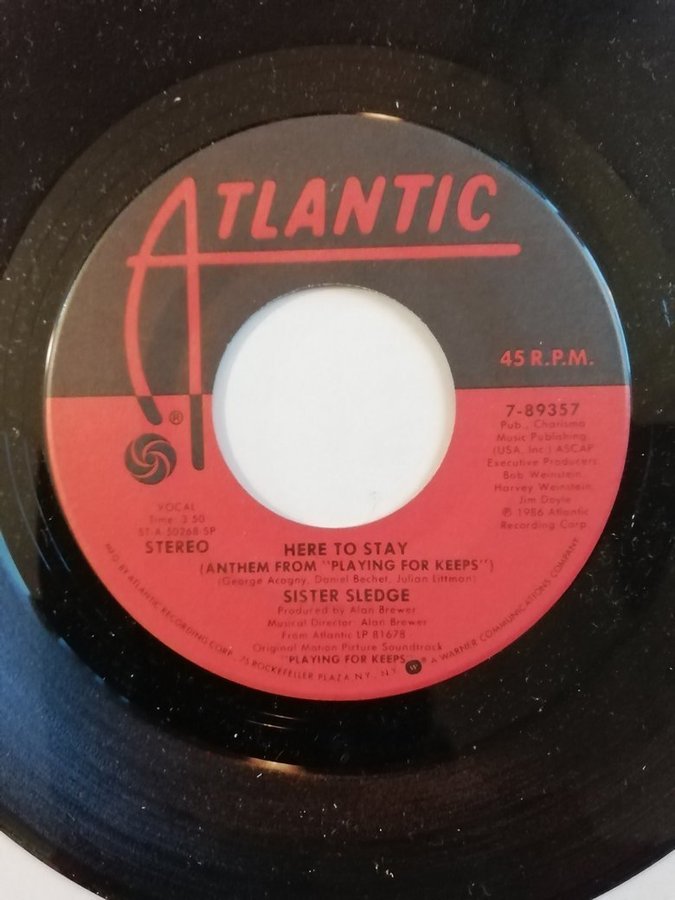 ATLANTIC
®
45 R.P.M.
7-89357
Pub., Charisma
Music Publishing
(USA, Inc.) ASCAP
Executive Producers:
Bob Weinstein,
Harvey Weinstein,
Jim Doyle
℗ 1986 Atlantic
Recording Corp.
VOCAL
Time: 3:50
ST-A-50268-SP
STEREO
HERE TO STAY
(ANTHEM FROM "PLAYING FOR KEEPS")
(George Acogny, Daniel Bechet, Julian Littman)
SISTER SLEDGE
Produced by Alan Brewer
Musical Director: Alan Brewer
From Atlantic LP 81678
Original Motion Picture Soundtrack
"PLAYING FOR KEEPS"
MFG. BY ATLANTIC RECORDING CORP., 75 ROCKEFELLER PLAZA N.Y., N.Y. W ® A WARNER COMMUNICATIONS COMPANY